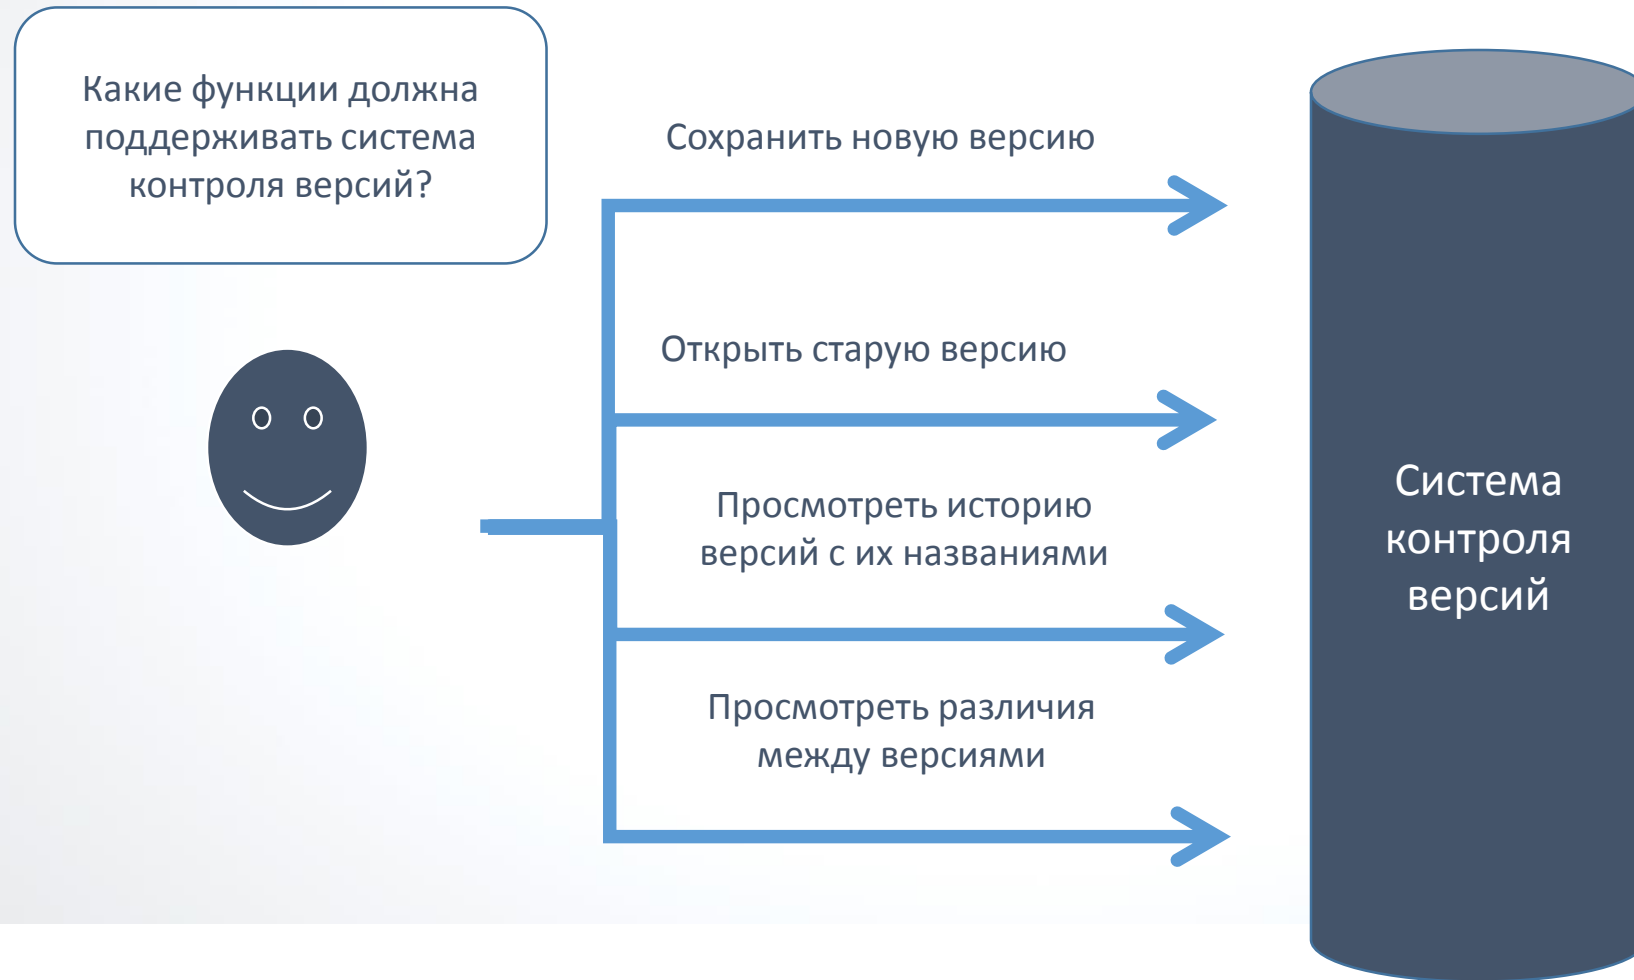 Какие функции должна
поддерживать система
контроля версий?
Сохранить новую версию
Открыть старую версию
Просмотреть историю
версий с их названиями
Просмотреть различия
между версиями
Система
контроля
версий